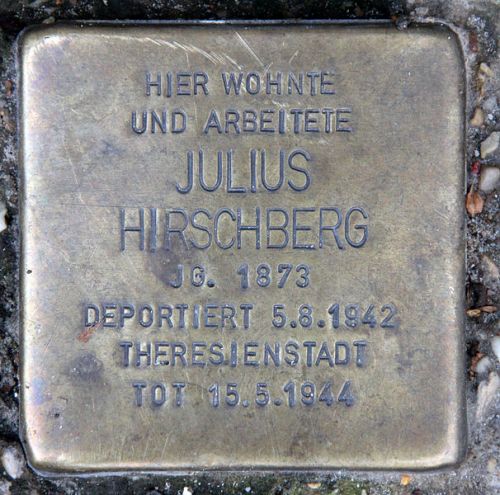 HIER WOHNTE
UND ARBEITETE
JULIUS
HIRSCHBERG
JG. 1873
DEPORTIERT 5.8.1942
THERESIENSTADT
TOT 15.5.1944